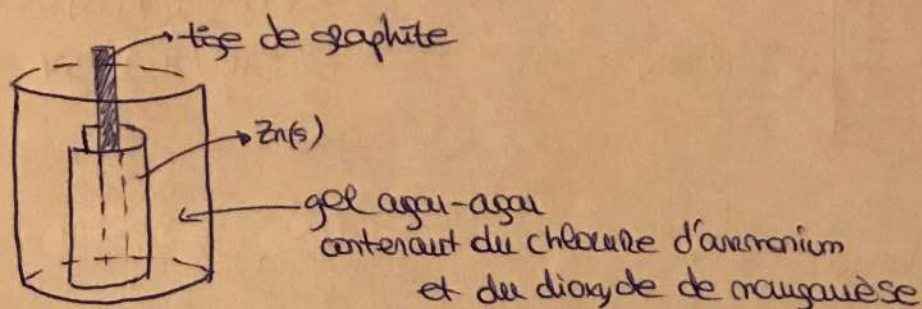 tige de graphite
Zn(s)
gel agar-agar
contenant du chlorure d'ammonium
et du dioxyde de manganèse